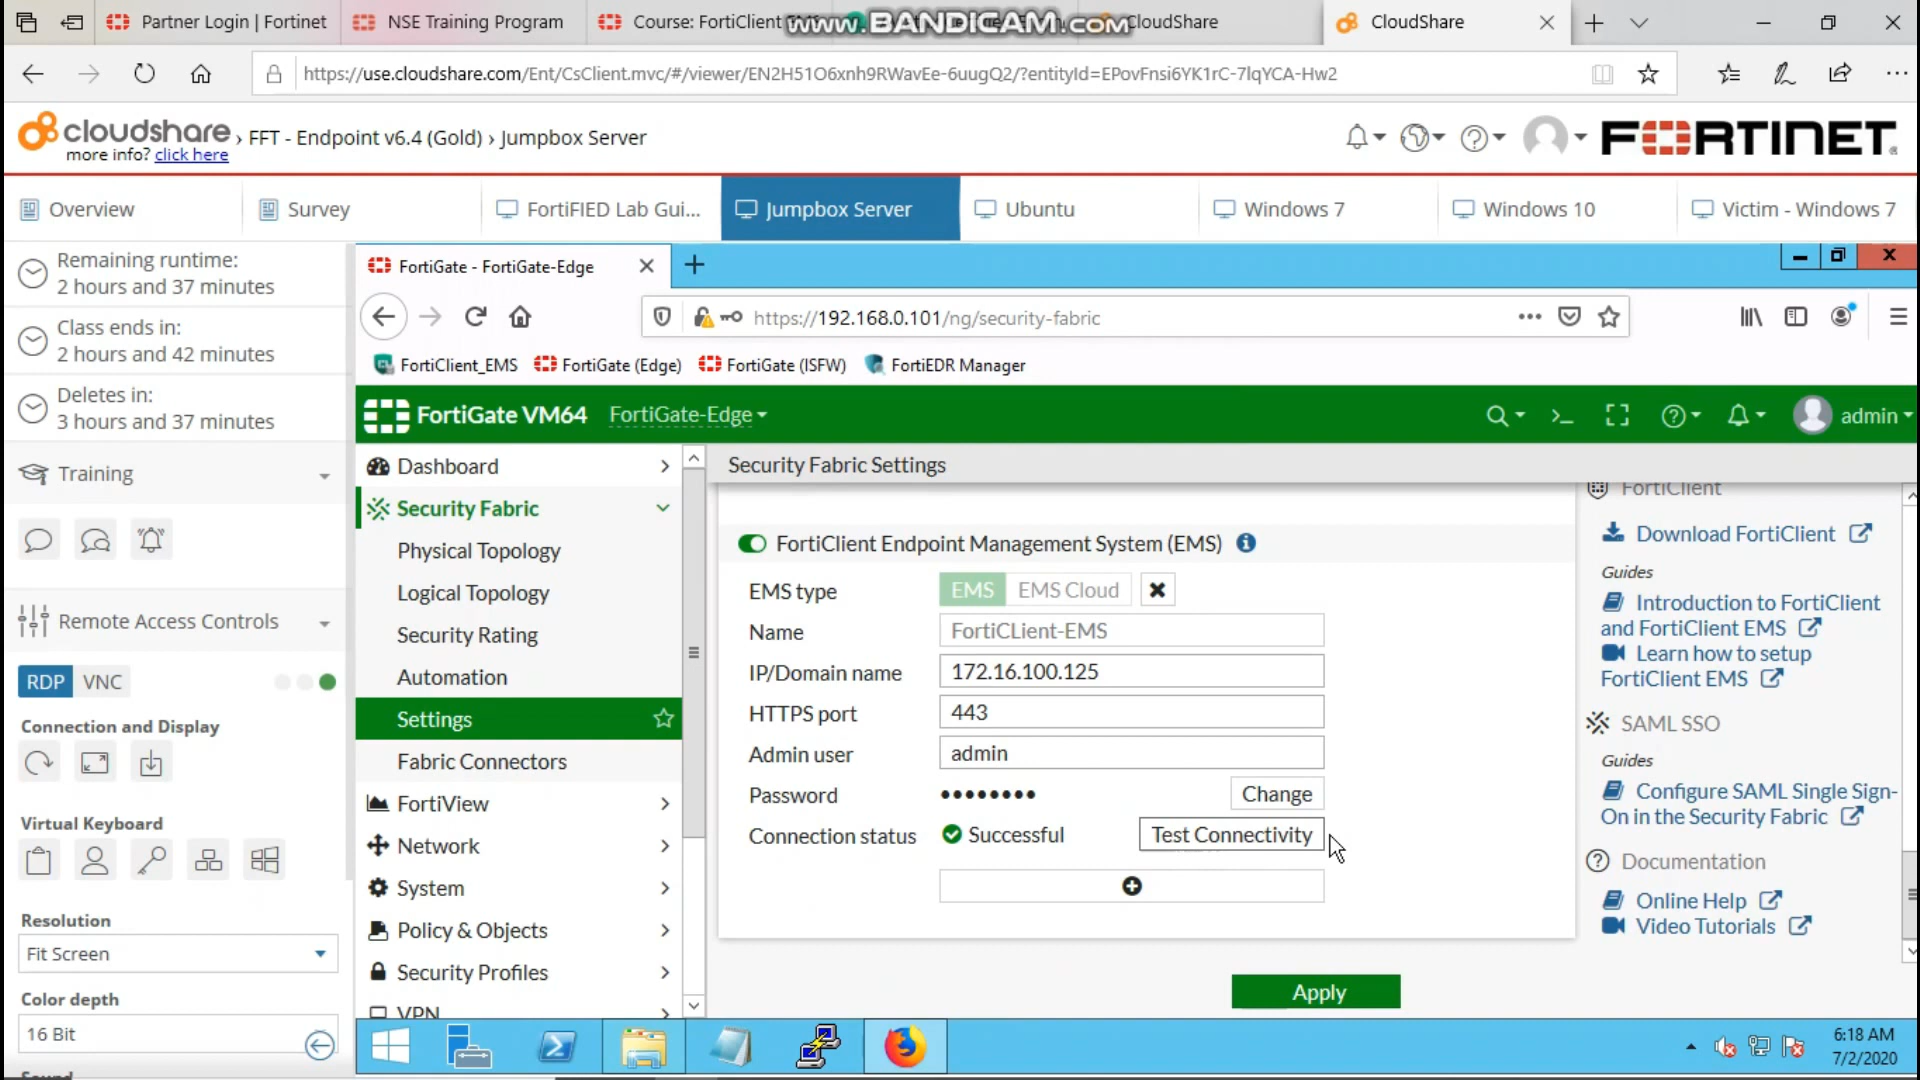 Partner Login | Fortinet
NSE Training Program
Course: FortiClient
www.BANDICAM.com
CloudShare
CloudShare
https://use.cloudshare.com/Ent/CsClient.mvc/#/viewer/EN2H51O6xnh9RWavEe-6uugQ2/?entityId=EPovFnsi6YK1rC-7lqYCA-Hw2
cloudshare
more info? click here
› FFT - Endpoint v6.4 (Gold) › Jumpbox Server
FORTINET
Overview
Survey
FortiFIED Lab Gui...
Jumpbox Server
Ubuntu
Windows 7
Windows 10
Victim - Windows 7
Remaining runtime:
2 hours and 37 minutes
Class ends in:
2 hours and 42 minutes
Deletes in:
3 hours and 37 minutes
Training
Remote Access Controls
RDP
VNC
Connection and Display
Virtual Keyboard
Resolution
Fit Screen
Color depth
16 Bit
Sound
FortiGate - FortiGate-Edge
https://192.168.0.101/ng/security-fabric
FortiClient_EMS
FortiGate (Edge)
FortiGate (ISFW)
FortiEDR Manager
FortiGate VM64
FortiGate-Edge
admin
Dashboard
Security Fabric
Physical Topology
Logical Topology
Security Rating
Automation
Settings
Fabric Connectors
FortiView
Network
System
Policy & Objects
Security Profiles
VPN
Security Fabric Settings
FortiClient Endpoint Management System (EMS)
EMS type
EMS
EMS Cloud
Name
FortiCLient-EMS
IP/Domain name
172.16.100.125
HTTPS port
443
Admin user
admin
Password
••••••••
Change
Connection status
Successful
Test Connectivity
Apply
FortiClient
Download FortiClient
Guides
Introduction to FortiClient
and FortiClient EMS
Learn how to setup
FortiClient EMS
SAML SSO
Guides
Configure SAML Single Sign-
On in the Security Fabric
Documentation
Online Help
Video Tutorials
6:18 AM
7/2/2020